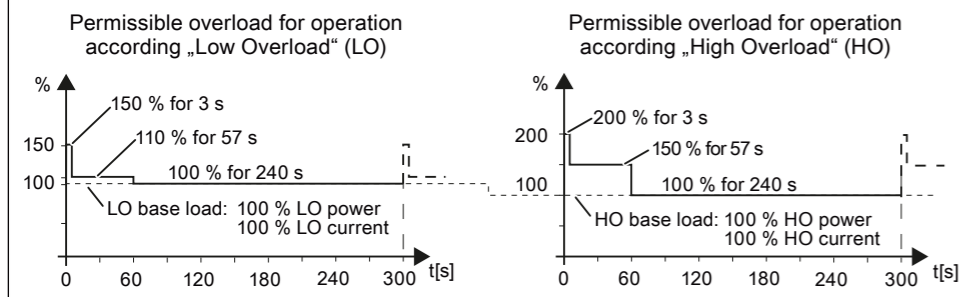 Permissible overload for operation
according „Low Overload“ (LO)
%
150 % for 3 s
150
110 % for 57 s
100 % for 240 s
100
LO base load: 100 % LO power
100 % LO current
0 60 120 180 240 300 t[s]
Permissible overload for operation
according „High Overload“ (HO)
%
200 % for 3 s
200
150 % for 57 s
100 % for 240 s
100
HO base load: 100 % HO power
100 % HO current
0 60 120 180 240 300 t[s]